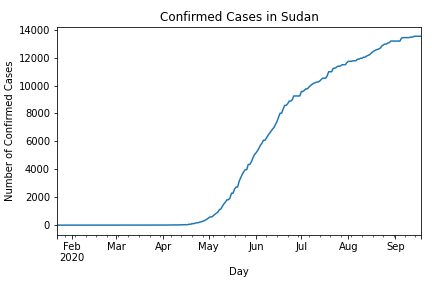 Confirmed Cases in Sudan
Number of Confirmed Cases
14000
12000
10000
8000
6000
4000
2000
0
Feb Mar Apr May Jun Jul Aug Sep
2020
Day